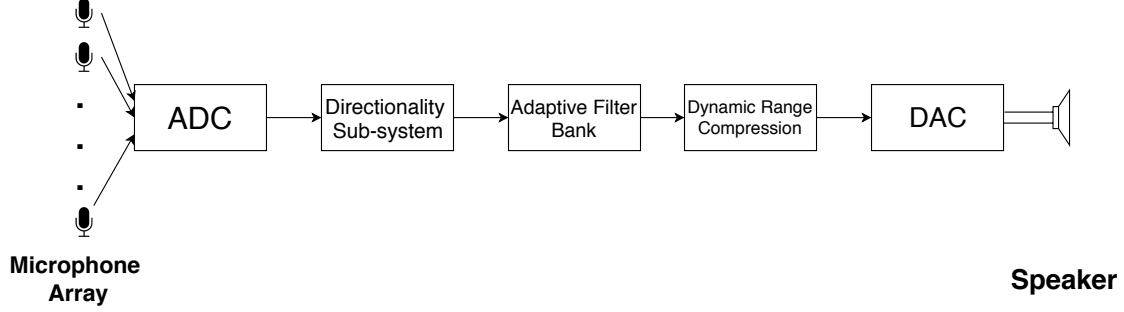 ADC
Directionality
Sub-system
Adaptive Filter
Bank
Dynamic Range
Compression
DAC
Microphone
Array
Speaker